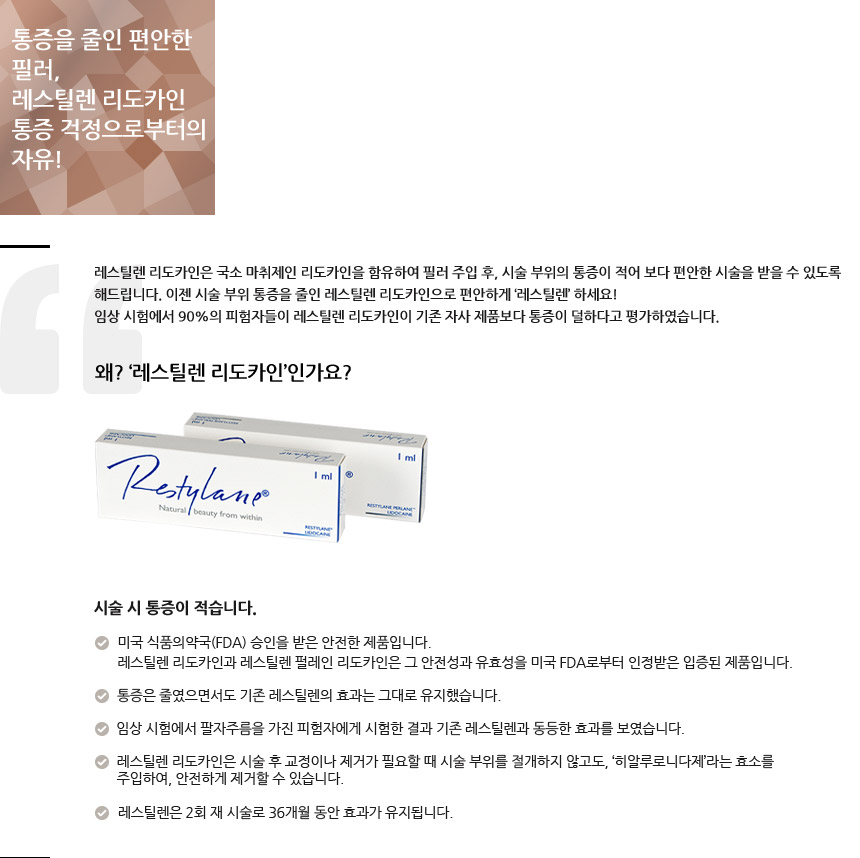 통증을 줄인 편안한
필러,
레스틸렌 리도카인
통증 걱정으로부터의
자유!
레스틸렌 리도카인은 국소 마취제인 리도카인을 함유하여 필러 주입 후, 시술 부위의 통증이 적어 보다 편안한 시술을 받을 수 있도록
해드립니다. 이젠 시술 부위 통증을 줄인 레스틸렌 리도카인으로 편안하게 ‘레스틸렌’ 하세요!
임상 시험에서 90%의 피험자들이 레스틸렌 리도카인이 기존 자사 제품보다 통증이 덜하다고 평가하였습니다.
왜? ‘레스틸렌 리도카인’인가요?
1 ml
Restylane®
Natural beauty from within
RESTYLANE®
LIDOCAINE
1 ml
®
RESTYLANE PERLANE™
LIDOCAINE
시술 시 통증이 적습니다.
미국 식품의약국(FDA) 승인을 받은 안전한 제품입니다.
레스틸렌 리도카인과 레스틸렌 펄레인 리도카인은 그 안전성과 유효성을 미국 FDA로부터 인정받은 입증된 제품입니다.
통증은 줄였으면서도 기존 레스틸렌의 효과는 그대로 유지했습니다.
임상 시험에서 팔자주름을 가진 피험자에게 시험한 결과 기존 레스틸렌과 동등한 효과를 보였습니다.
레스틸렌 리도카인은 시술 후 교정이나 제거가 필요할 때 시술 부위를 절개하지 않고도, ‘히알루로니다제’라는 효소를
주입하여, 안전하게 제거할 수 있습니다.
레스틸렌은 2회 재 시술로 36개월 동안 효과가 유지됩니다.